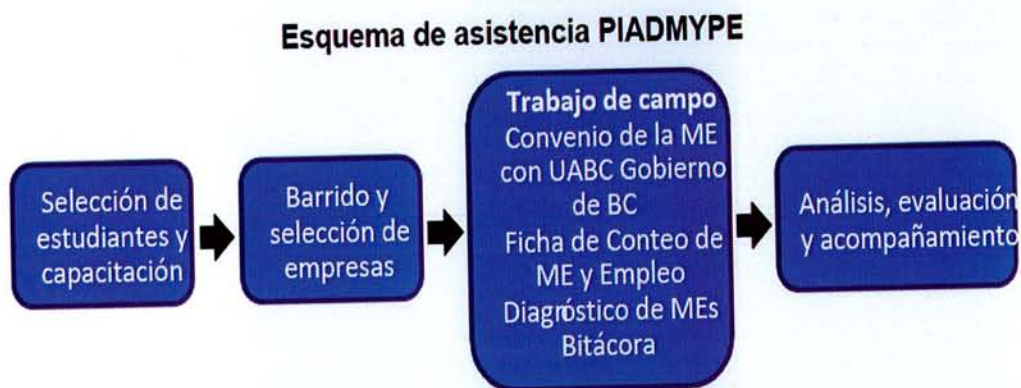 Esquema de asistencia PIADMYPE
Selección de
estudiantes y
capacitación
Barrido y
selección de
empresas
Trabajo de campo
Convenio de la ME
con UABC Gobierno
de BC
Ficha de Conteo de
ME y Empleo
Diagróstico de MEs
Bitácora
Análisis, evaluación
y acompañamiento